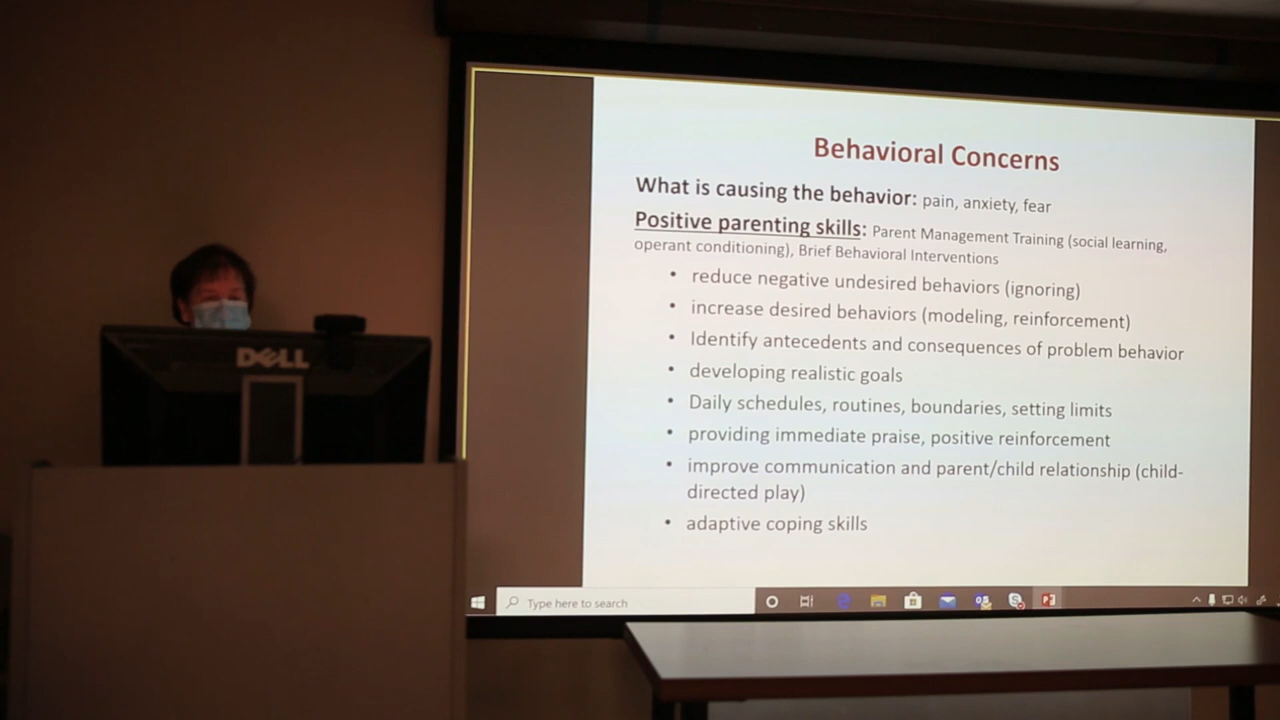 DELL
Behavioral Concerns
What is causing the behavior: pain, anxiety, fear
Positive parenting skills: Parent Management Training (social learning,
operant conditioning), Brief Behavioral Interventions
• reduce negative undesired behaviors (ignoring)
• increase desired behaviors (modeling, reinforcement)
• Identify antecedents and consequences of problem behavior
• developing realistic goals
• Daily schedules, routines, boundaries, setting limits
• providing immediate praise, positive reinforcement
• improve communication and parent/child relationship (child-
directed play)
• adaptive coping skills
Type here to search